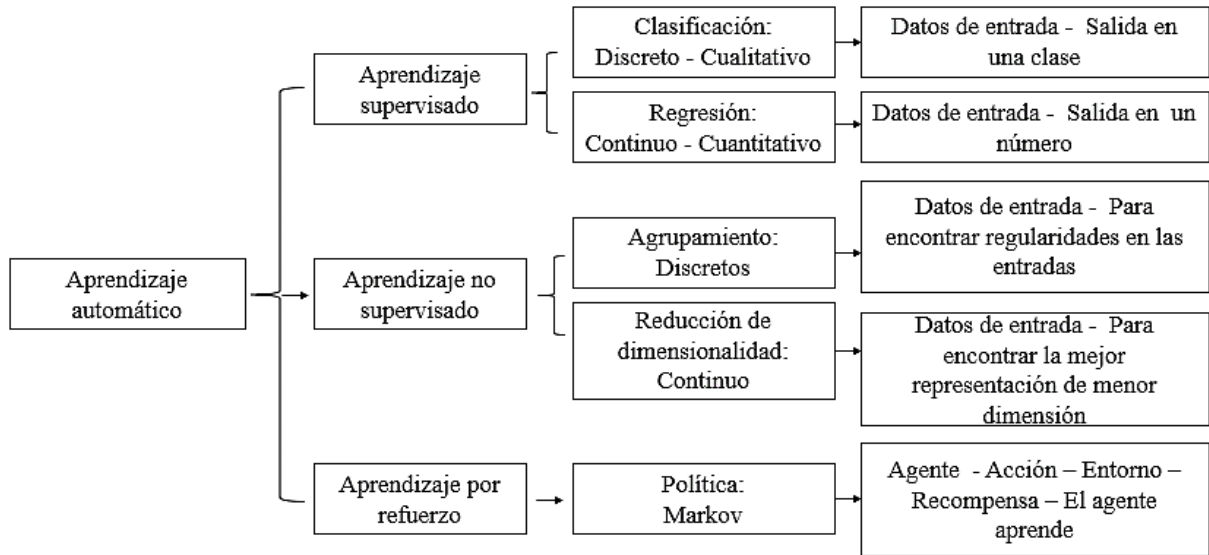 Aprendizaje
automático
Aprendizaje
supervisado
Clasificación:
Discreto - Cualitativo
Datos de entrada - Salida en
una clase
Regresión:
Continuo - Cuantitativo
Datos de entrada - Salida en un
número
Aprendizaje no
supervisado
Agrupamiento:
Discretos
Datos de entrada - Para
encontrar regularidades en las
entradas
Reducción de
dimensionalidad:
Continuo
Datos de entrada - Para
encontrar la mejor
representación de menor
dimensión
Aprendizaje por
refuerzo
Política:
Markov
Agente - Acción – Entorno –
Recompensa – El agente
aprende